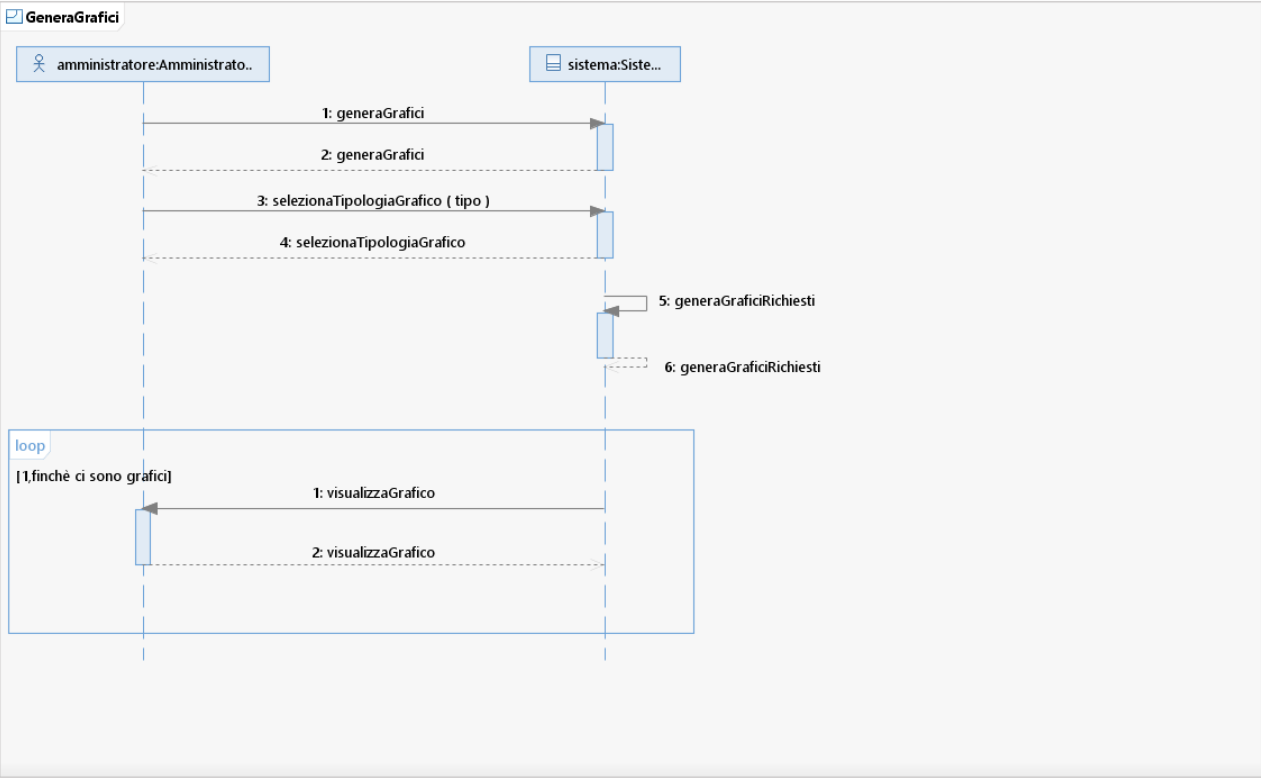 GeneraGrafici
amministratore:Amministrato..
sistema:Siste...
1: generaGrafici
2: generaGrafici
3: selezionaTipologiaGrafico ( tipo )
4: selezionaTipologiaGrafico
5: generaGraficiRichiesti
6: generaGraficiRichiesti
loop
[1,finchè ci sono grafici]
1: visualizzaGrafico
2: visualizzaGrafico